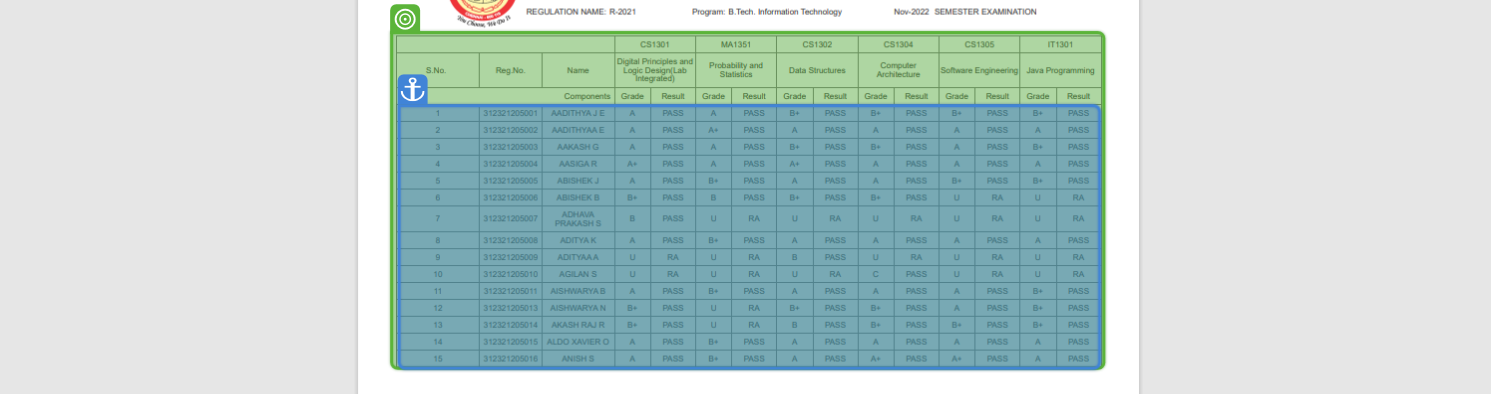 You Choose, We Do It
REGULATION NAME: R-2021 Program: B.Tech. Information Technology Nov-2022 SEMESTER EXAMINATION
CS1301 MA1351 CS1302 CS1304 CS1305 IT1301
S.No. Reg.No. Name Digital Principles and Logic Design(Lab Integrated) Probability and Statistics Data Structures Computer Architecture Software Engineering Java Programming
Components Grade Result Grade Result Grade Result Grade Result Grade Result Grade Result
1 312321205001 AADITHYA J E A PASS A PASS B+ PASS B+ PASS B+ PASS B+ PASS
2 312321205002 AADITHYAA E A PASS A+ PASS A PASS A PASS A PASS A PASS
3 312321205003 AAKASH G A PASS A PASS B+ PASS B+ PASS A PASS B+ PASS
4 312321205004 AASIGA R A+ PASS A PASS A+ PASS A PASS A PASS A PASS
5 312321205005 ABISHEK J A PASS B+ PASS A PASS A PASS B+ PASS B+ PASS
6 312321205006 ABISHEK B B+ PASS B PASS B+ PASS B+ PASS U RA U RA
7 312321205007 ADHAVA PRAKASH S B PASS U RA U RA U RA U RA U RA
8 312321205008 ADITYA K A PASS B+ PASS A PASS A PASS A PASS A PASS
9 312321205009 ADITYAA A U RA U RA B PASS U RA U RA U RA
10 312321205010 AGILAN S U RA U RA U RA C PASS U RA U RA
11 312321205011 AISHWARYA B A PASS B+ PASS A PASS A PASS A PASS B+ PASS
12 312321205013 AISHWARYA N B+ PASS U RA B+ PASS B+ PASS A PASS B+ PASS
13 312321205014 AKASH RAJ R B+ PASS U RA B PASS B+ PASS B+ PASS B+ PASS
14 312321205015 ALDO XAVIER O A PASS B+ PASS A PASS A PASS A PASS A PASS
15 312321205016 ANISH S A PASS B+ PASS A PASS A+ PASS A+ PASS A PASS